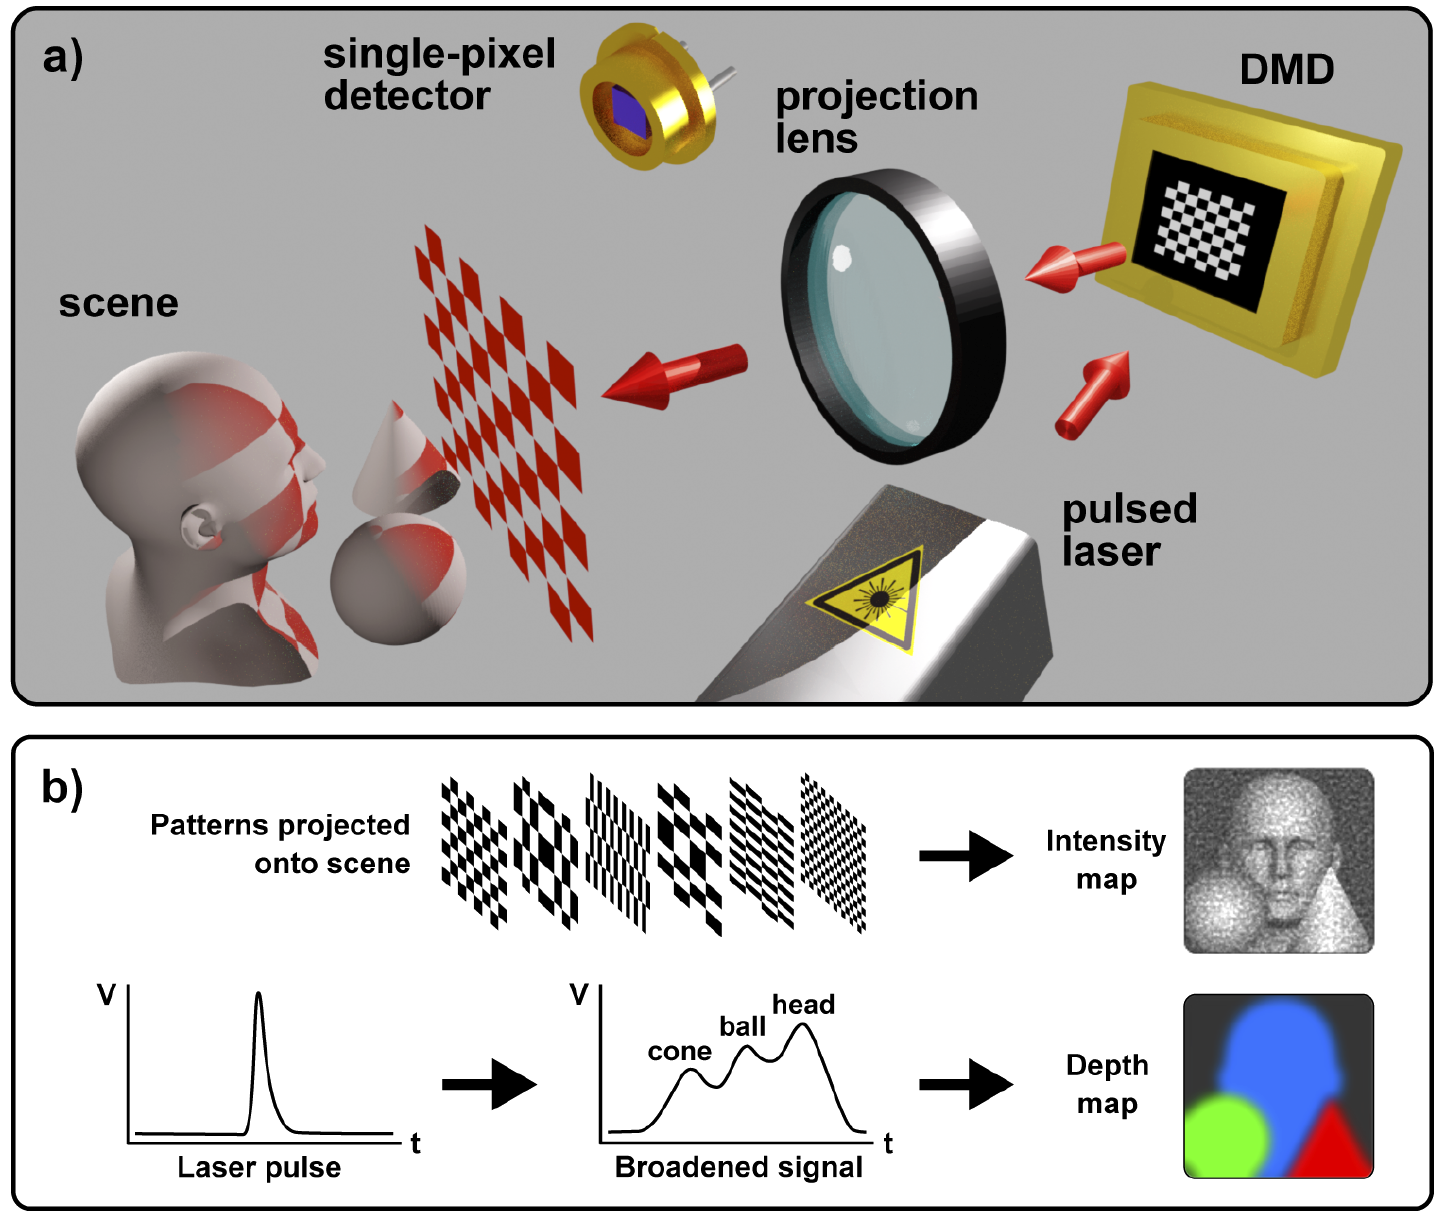 a)
single-pixel
detector
projection
lens
DMD
scene
pulsed
laser
b)
Patterns projected
onto scene
Intensity
map
V
t
Laser pulse
V
cone
ball
head
t
Broadened signal
Depth
map